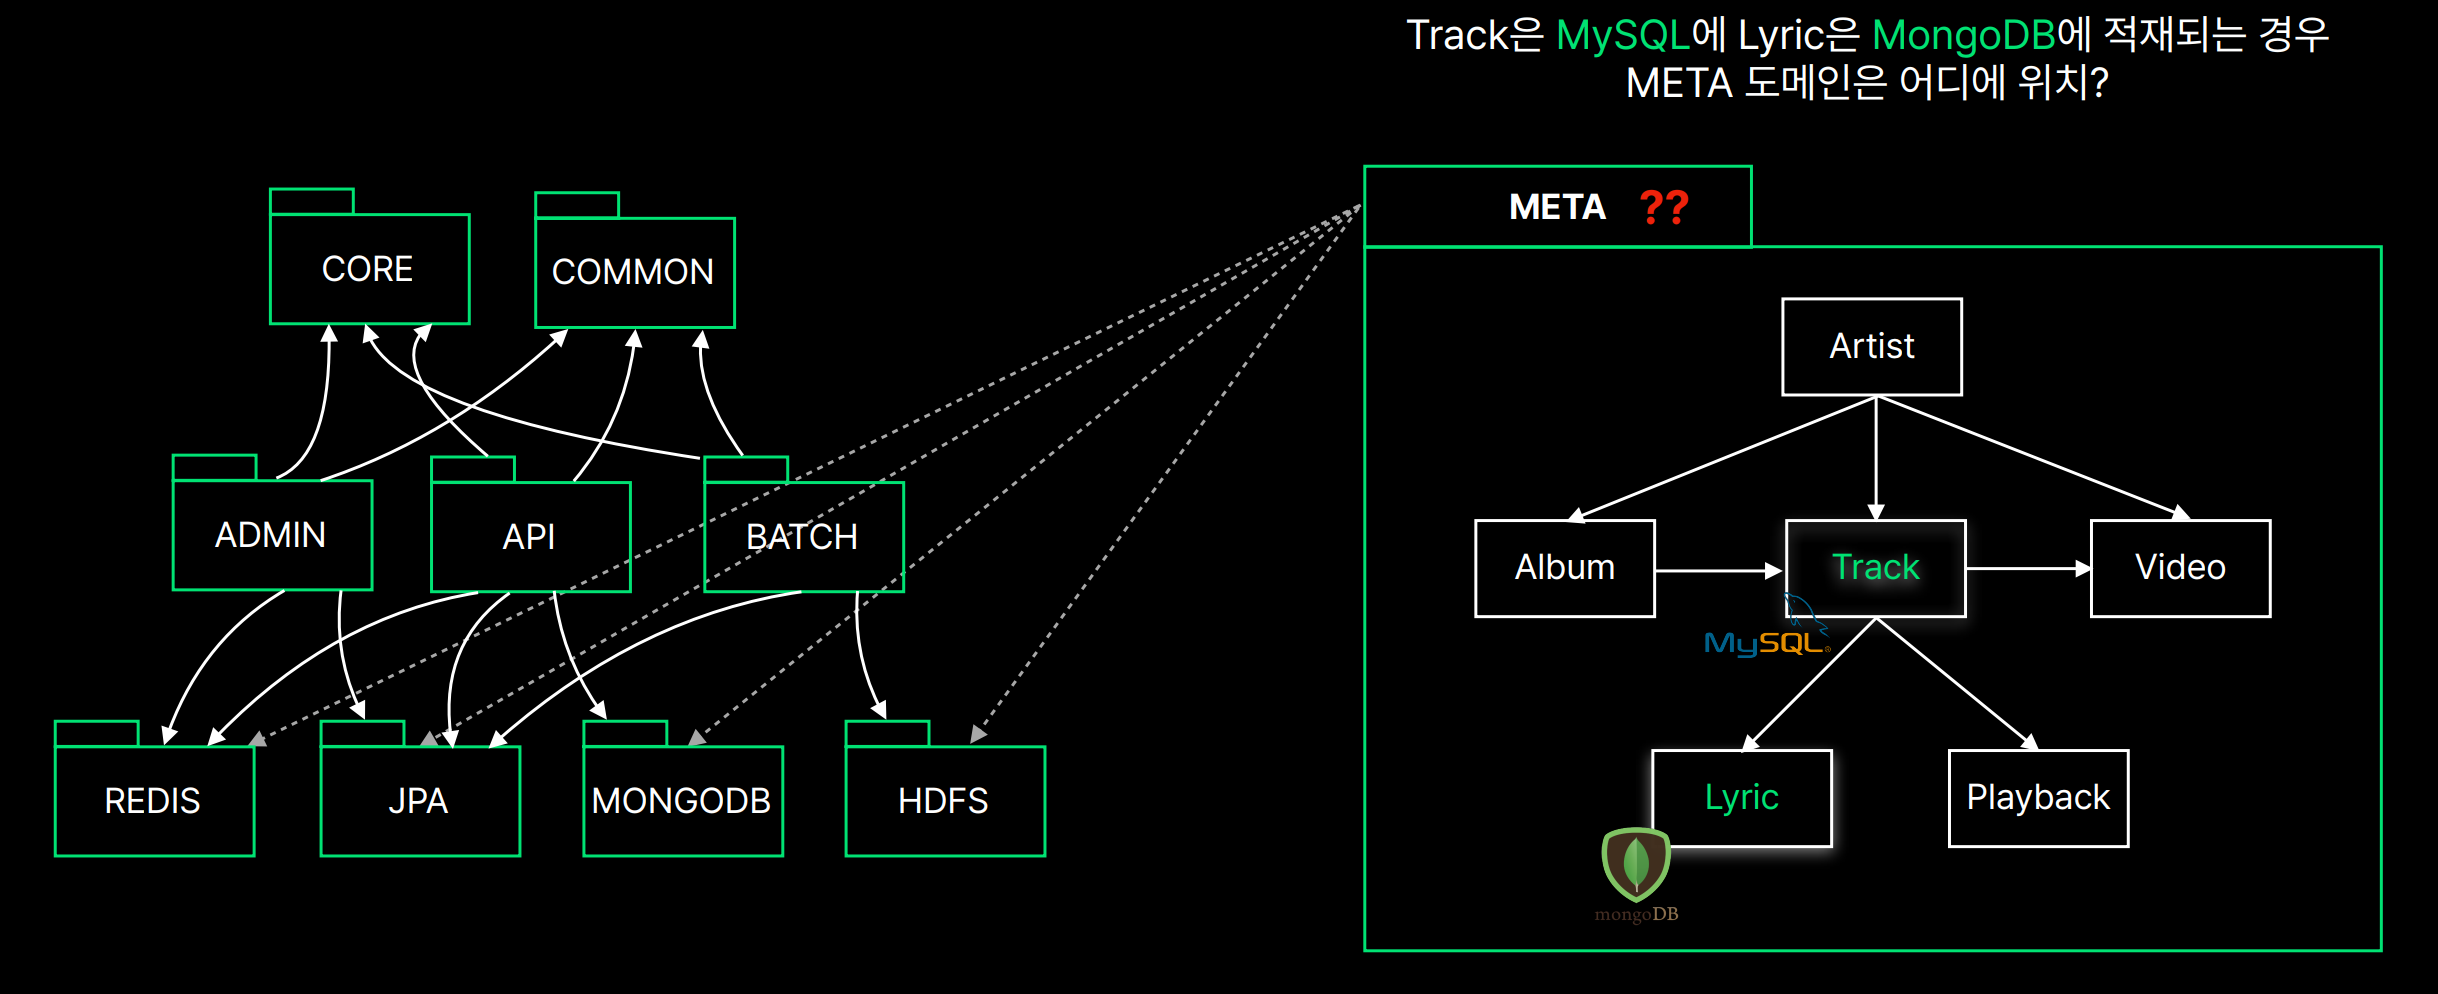 Track은 MySQL에 Lyric은 MongoDB에 적재되는 경우
META 도메인은 어디에 위치?
META ??
CORE
COMMON
Artist
ADMIN
API
BATCH
Album
Track
Video
MySQL®
REDIS
JPA
MONGODB
HDFS
Lyric
Playback
mongoDB